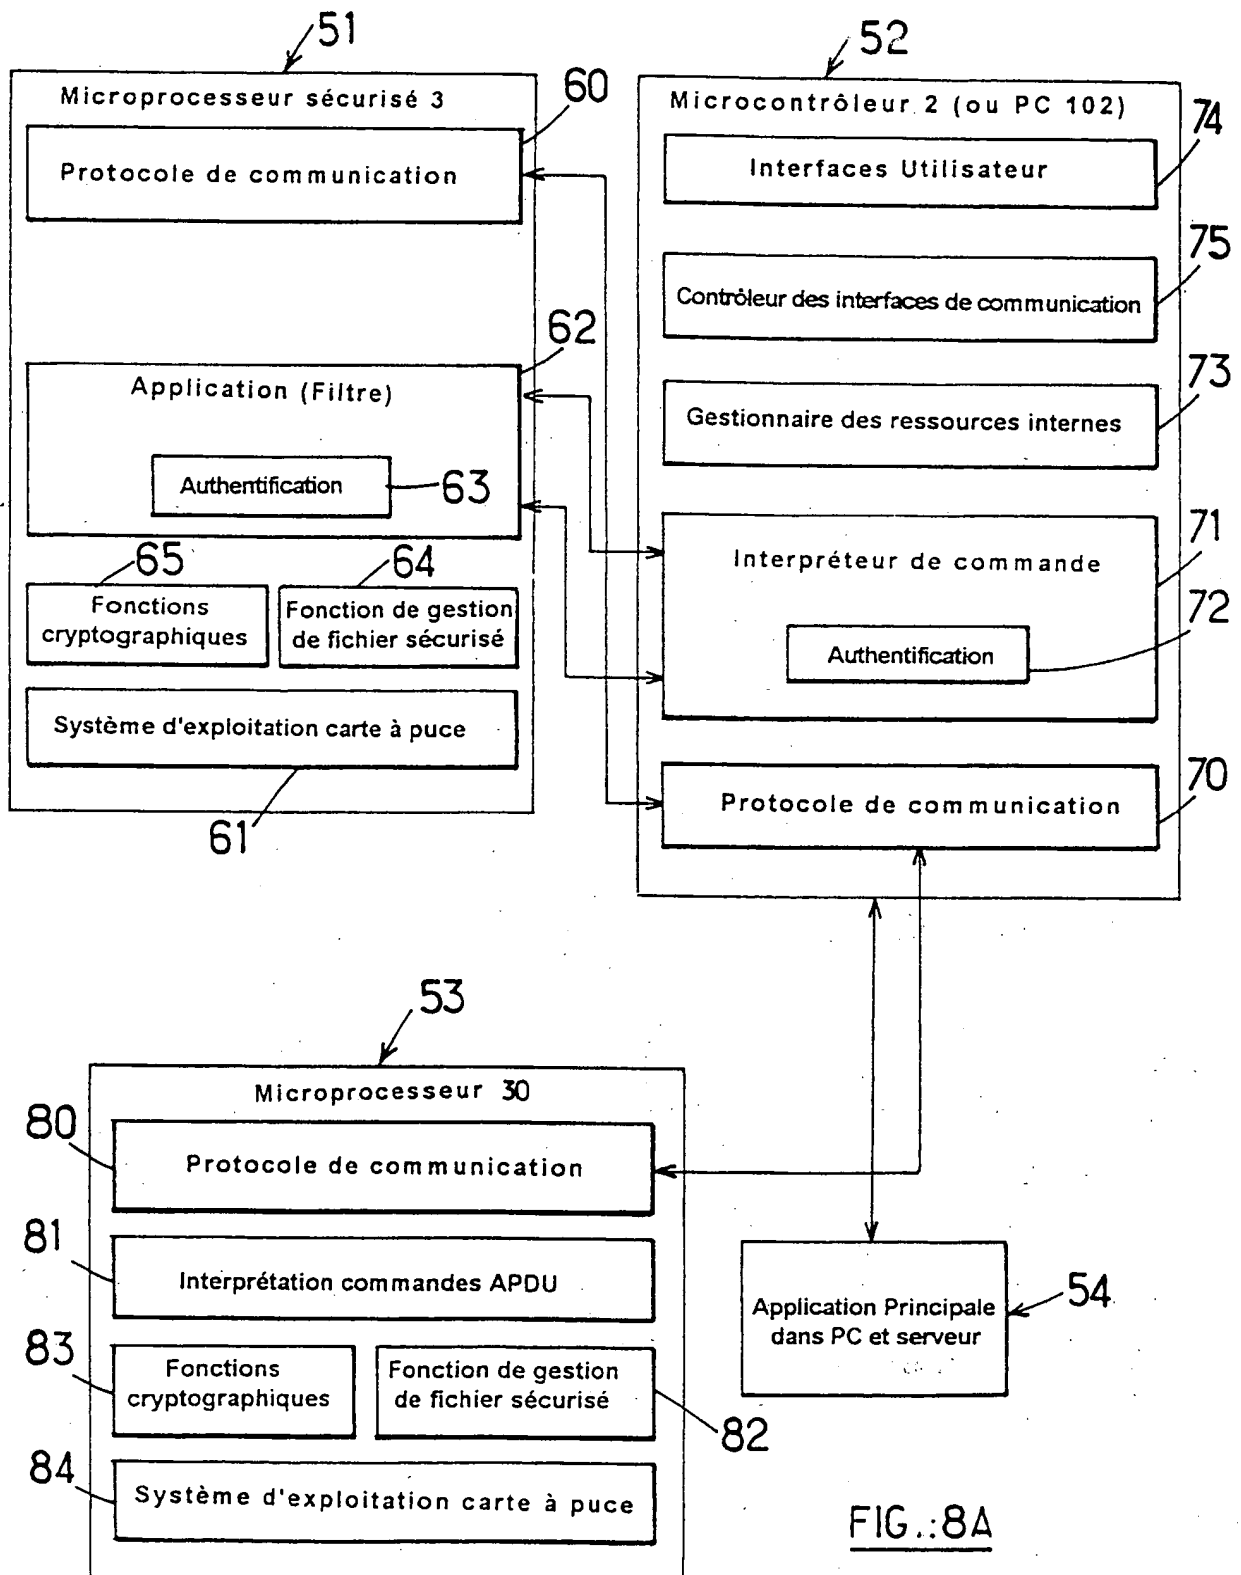 51
52
Microprocesseur sécurisé 3
60
Microcontrôleur 2 (ou PC 102)
74
Protocole de communication
Interfaces Utilisateur
75
Contrôleur des interfaces de communication
62
73
Application (Filtre)
Gestionnaire des ressources internes
Authentification
63
71
Interpréteur de commande
65
64
72
Fonctions
cryptographiques
Fonction de gestion
de fichier sécurisé
Authentification
Système d'exploitation carte à puce
70
Protocole de communication
61
53
Microprocesseur 30
80
Protocole de communication
81
Interprétation commandes APDU
54
Application Principale
dans PC et serveur
83
Fonctions
cryptographiques
Fonction de gestion
de fichier sécurisé
82
84
Système d'exploitation carte à puce
FIG.:8A